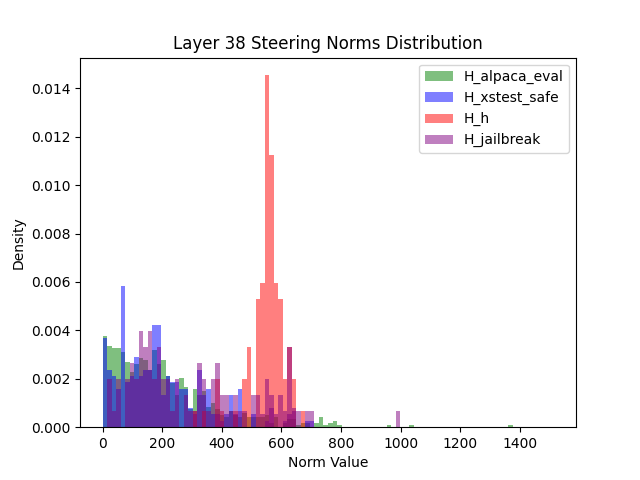 Layer 38 Steering Norms Distribution
H_alpaca_eval
H_xstest_safe
H_h
H_jailbreak
0.014
0.012
0.010
0.008
0.006
0.004
0.002
0.000
Density
0 200 400 600 800 1000 1200 1400
Norm Value